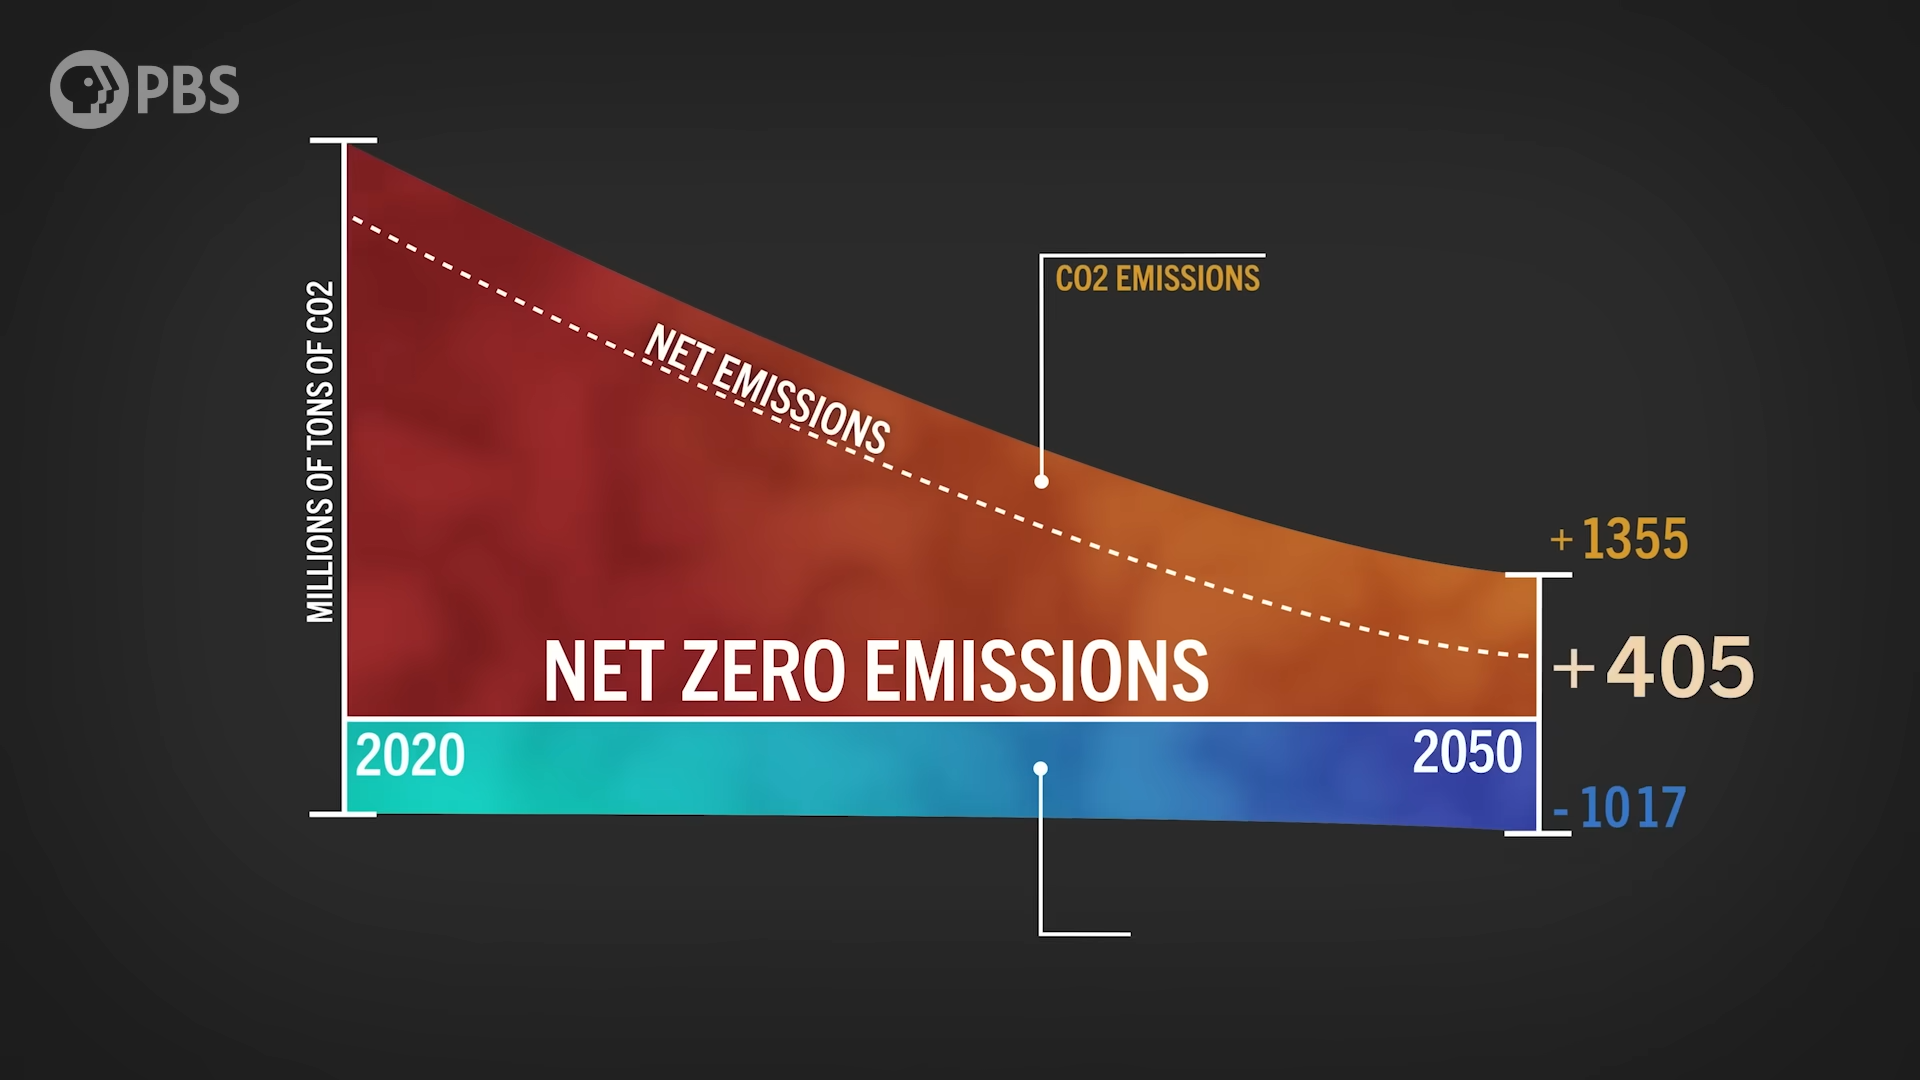 PBS
MILLIONS OF TONS OF CO2
CO2 EMISSIONS
NET EMISSIONS
+ 1355
+405
NET ZERO EMISSIONS
2020
2050
- 1017